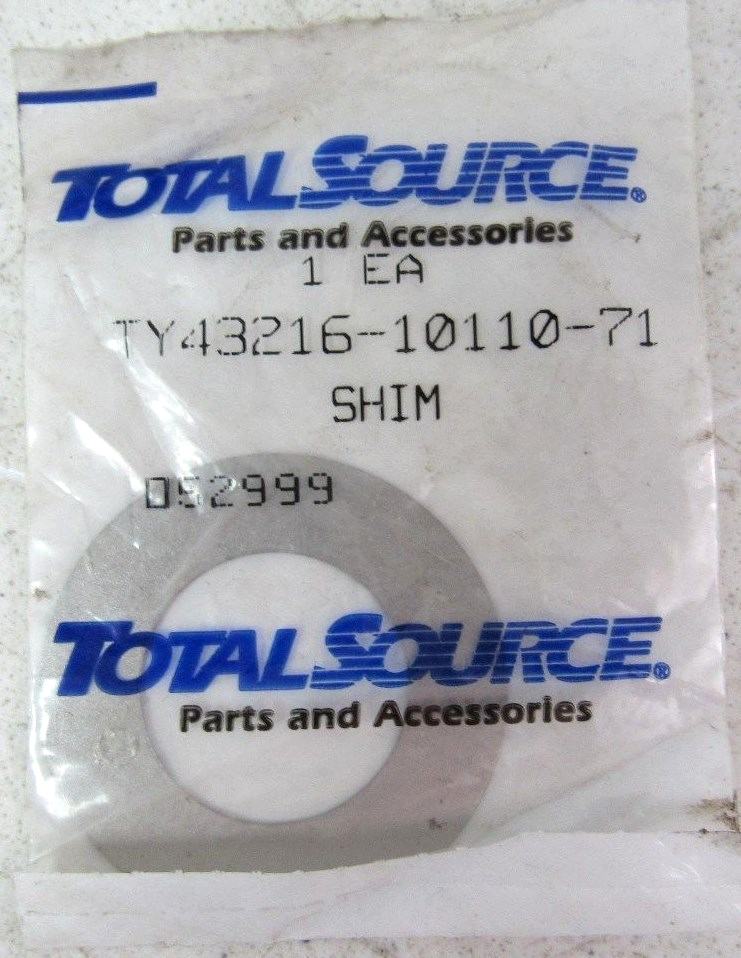 TOTALSOURCE®
Parts and Accessories
1 EA
TY43216-10110-71
SHIM
052999
TOTALSOURCE®
Parts and Accessories